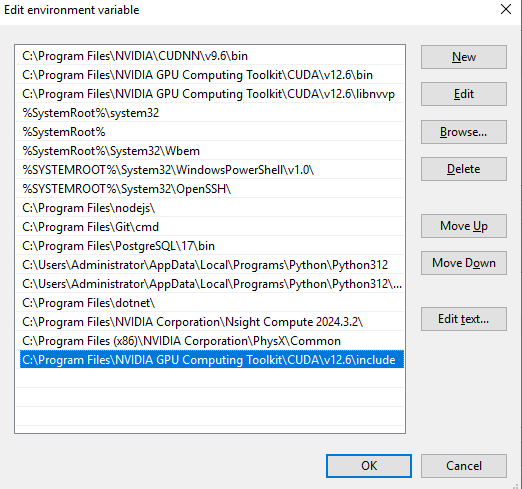 Edit environment variable
C:\Program Files\NVIDIA\CUDNN\v9.6\bin
C:\Program Files\NVIDIA GPU Computing Toolkit\CUDA\v12.6\bin
C:\Program Files\NVIDIA GPU Computing Toolkit\CUDA\v12.6\libnvvp
%SystemRoot%\system32
%SystemRoot%
%SystemRoot%\System32\Wbem
%SYSTEMROOT%\System32\WindowsPowerShell\v1.0\
%SYSTEMROOT%\System32\OpenSSH\
C:\Program Files\nodejs\
C:\Program Files\Git\cmd
C:\Program Files\PostgreSQL\17\bin
C:\Users\Administrator\AppData\Local\Programs\Python\Python312
C:\Users\Administrator\AppData\Local\Programs\Python\Python312\...
C:\Program Files\dotnet\
C:\Program Files\NVIDIA Corporation\Nsight Compute 2024.3.2\
C:\Program Files (x86)\NVIDIA Corporation\PhysX\Common
C:\Program Files\NVIDIA GPU Computing Toolkit\CUDA\v12.6\include
New
Edit
Browse...
Delete
Move Up
Move Down
Edit text...
OK
Cancel